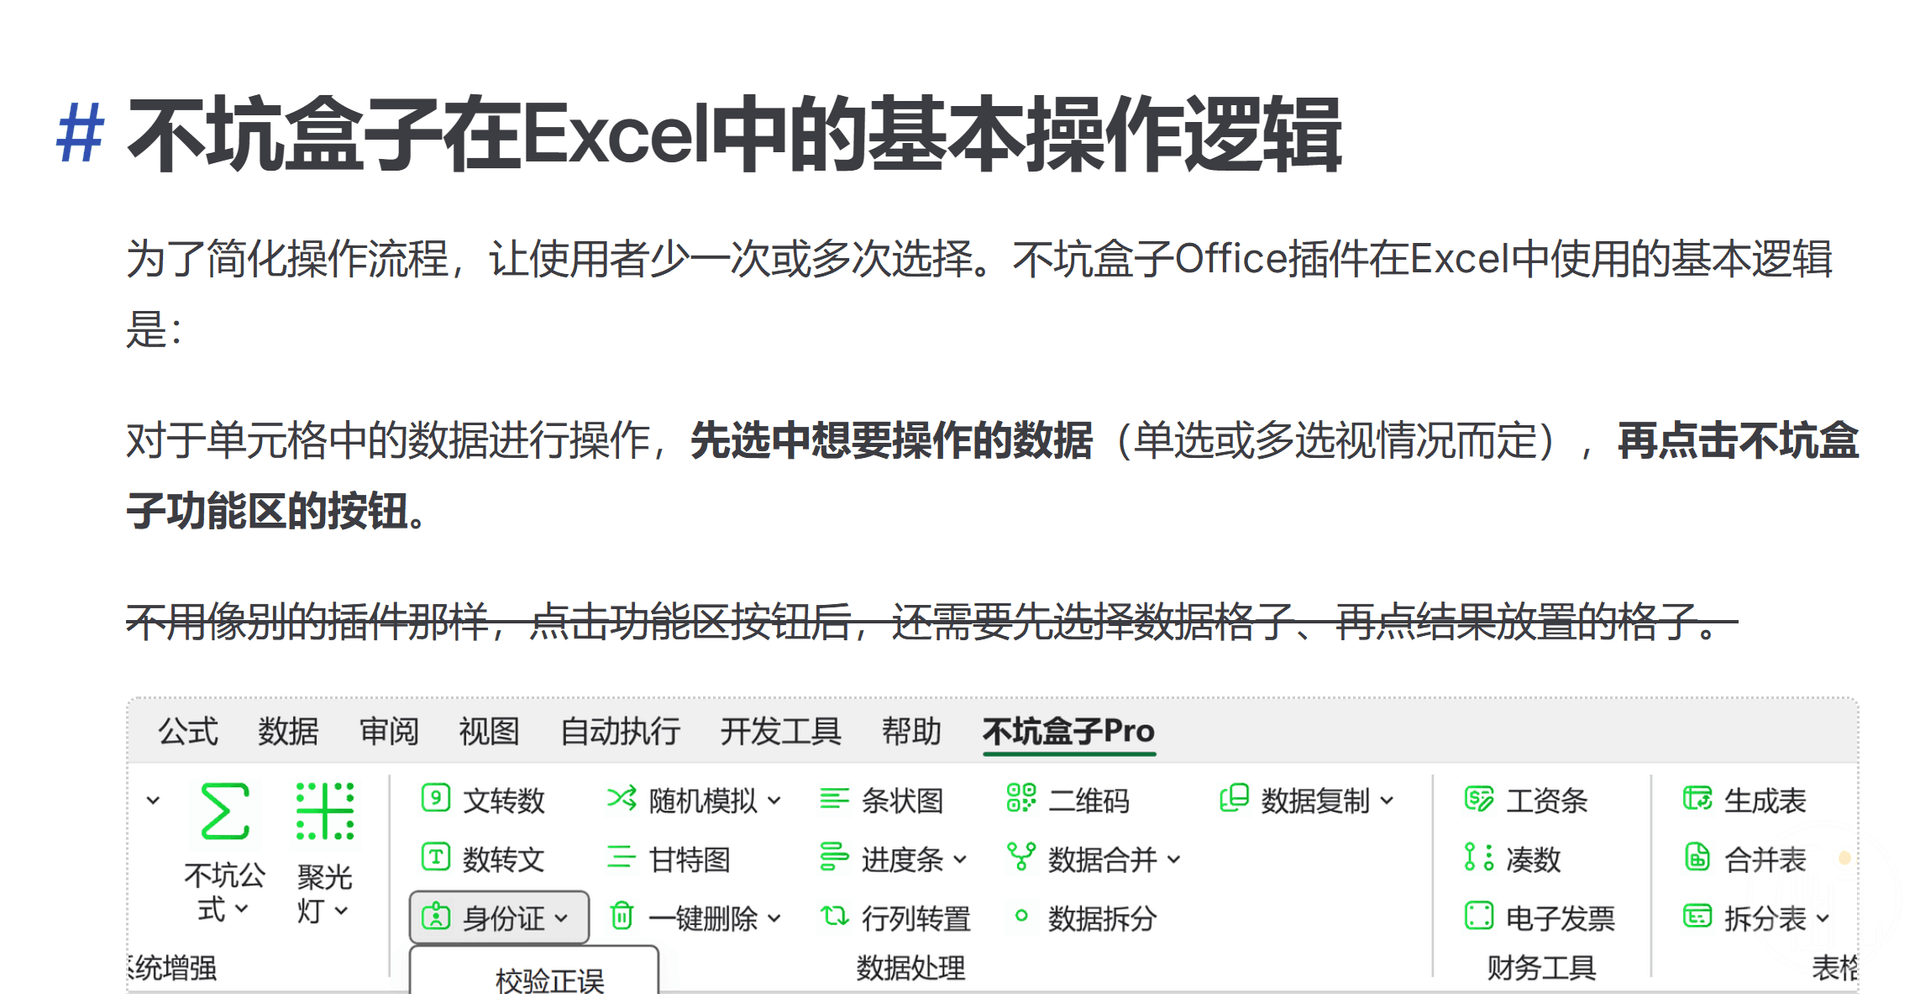 # 不坑盒子在Excel中的基本操作逻辑
为了简化操作流程，让使用者少一次或多次选择。不坑盒子Office插件在Excel中使用的基本逻辑
是：
对于单元格中的数据进行操作，先选中想要操作的数据（单选或多选视情况而定），再点击不坑盒
子功能区的按钮。
不用像别的插件那样，点击功能区按钮后，还需要先选择数据格子、再点结果放置的格子。
公式 数据 审阅 视图 自动执行 开发工具 帮助 不坑盒子Pro
文转数 随机模拟 条状图 二维码 数据复制 工资条 生成表
数转文 甘特图 进度条 数据合并 凑数 合并表
不坑公 聚光
式 灯
身份证 一键删除 行列转置 数据拆分 电子发票 拆分表
系统增强 数据处理 财务工具 表格
校验正误